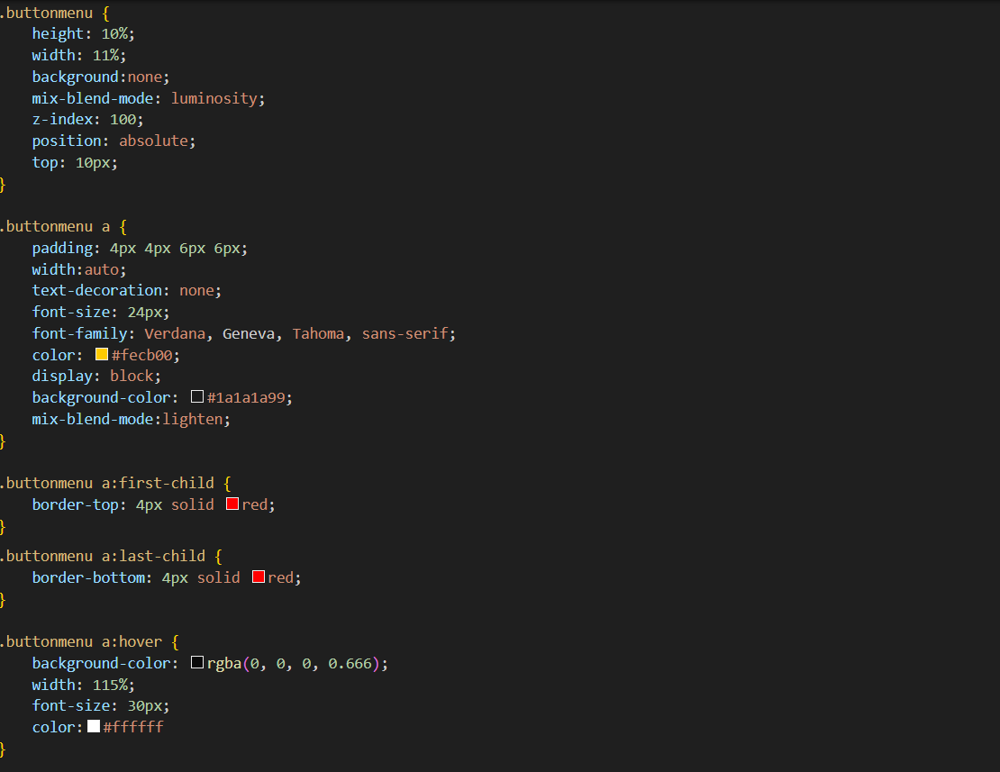 .buttonmenu {
    height: 10%;
    width: 11%;
    background:none;
    mix-blend-mode: luminosity;
    z-index: 100;
    position: absolute;
    top: 10px;
}

.buttonmenu a {
    padding: 4px 4px 6px 6px;
    width:auto;
    text-decoration: none;
    font-size: 24px;
    font-family: Verdana, Geneva, Tahoma, sans-serif;
    color: #fecb00;
    display: block;
    background-color: #1a1a1a99;
    mix-blend-mode:lighten;
}

.buttonmenu a:first-child {
    border-top: 4px solid red;
}
.buttonmenu a:last-child {
    border-bottom: 4px solid red;
}

.buttonmenu a:hover {
    background-color: rgba(0, 0, 0, 0.666);
    width: 115%;
    font-size: 30px;
    color:#ffffff
}